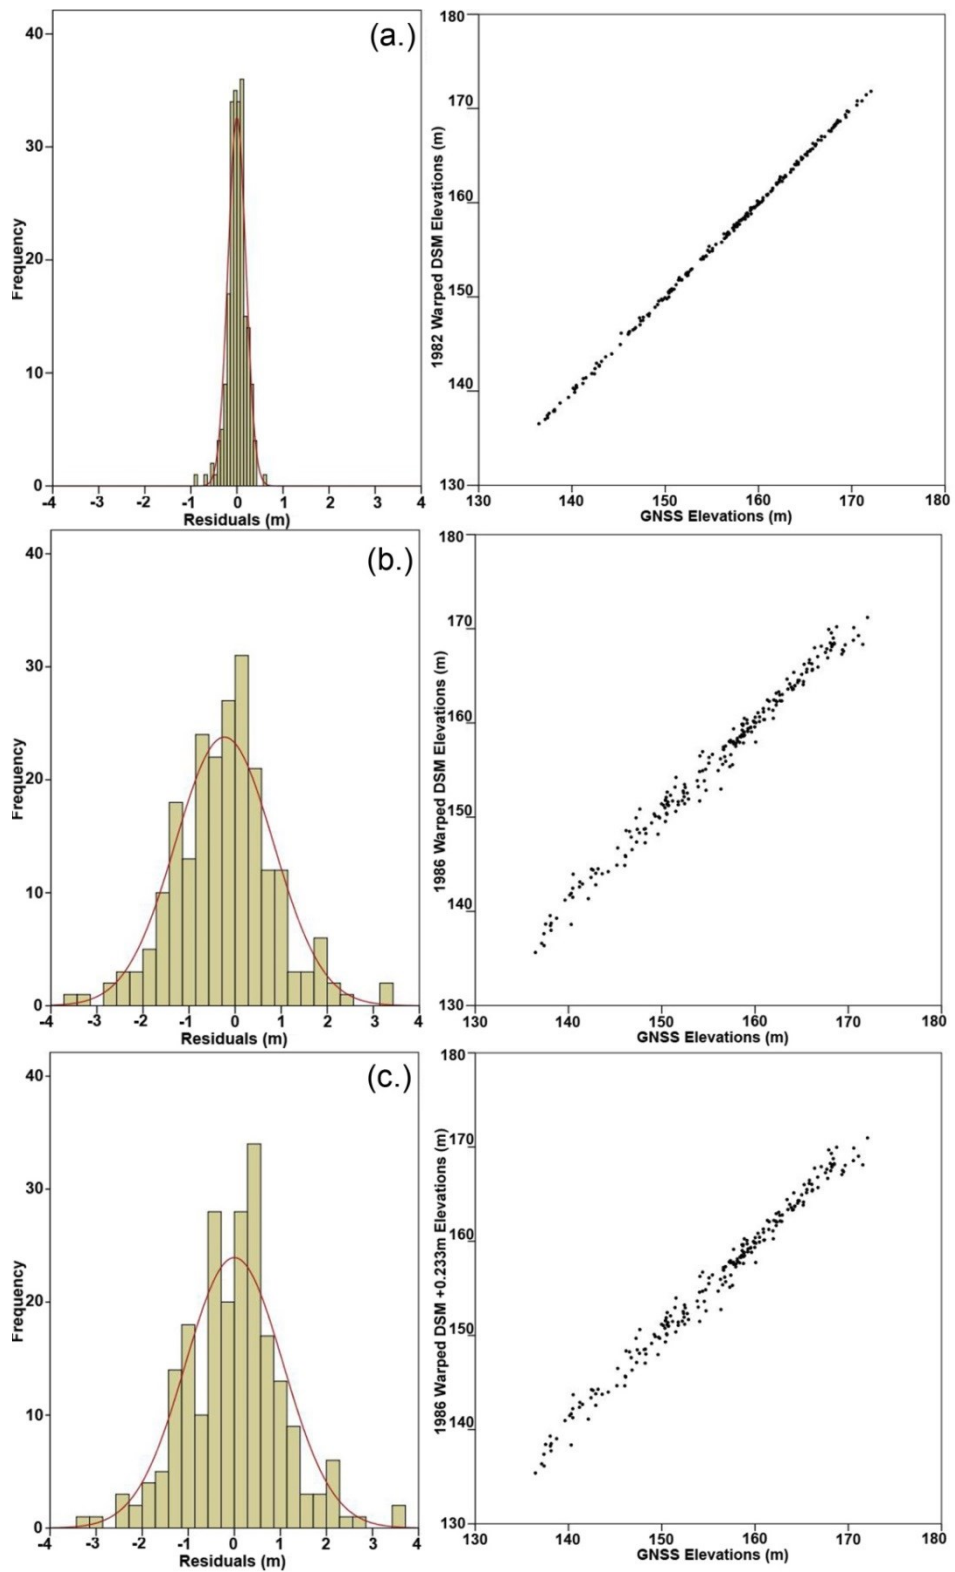 (a.)
Frequency
40
30
20
10
0
-4 -3 -2 -1 0 1 2 3 4
Residuals (m)
1982 Warped DSM Elevations (m)
180
170
160
150
140
130
130 140 150 160 170 180
GNSS Elevations (m)
(b.)
Frequency
40
30
20
10
0
-4 -3 -2 -1 0 1 2 3 4
Residuals (m)
1986 Warped DSM Elevations (m)
180
170
160
150
140
130
130 140 150 160 170 180
GNSS Elevations (m)
(c.)
Frequency
40
30
20
10
0
-4 -3 -2 -1 0 1 2 3 4
Residuals (m)
1986 Warped DSM +0.233m Elevations (m)
180
170
160
150
140
130
130 140 150 160 170 180
GNSS Elevations (m)